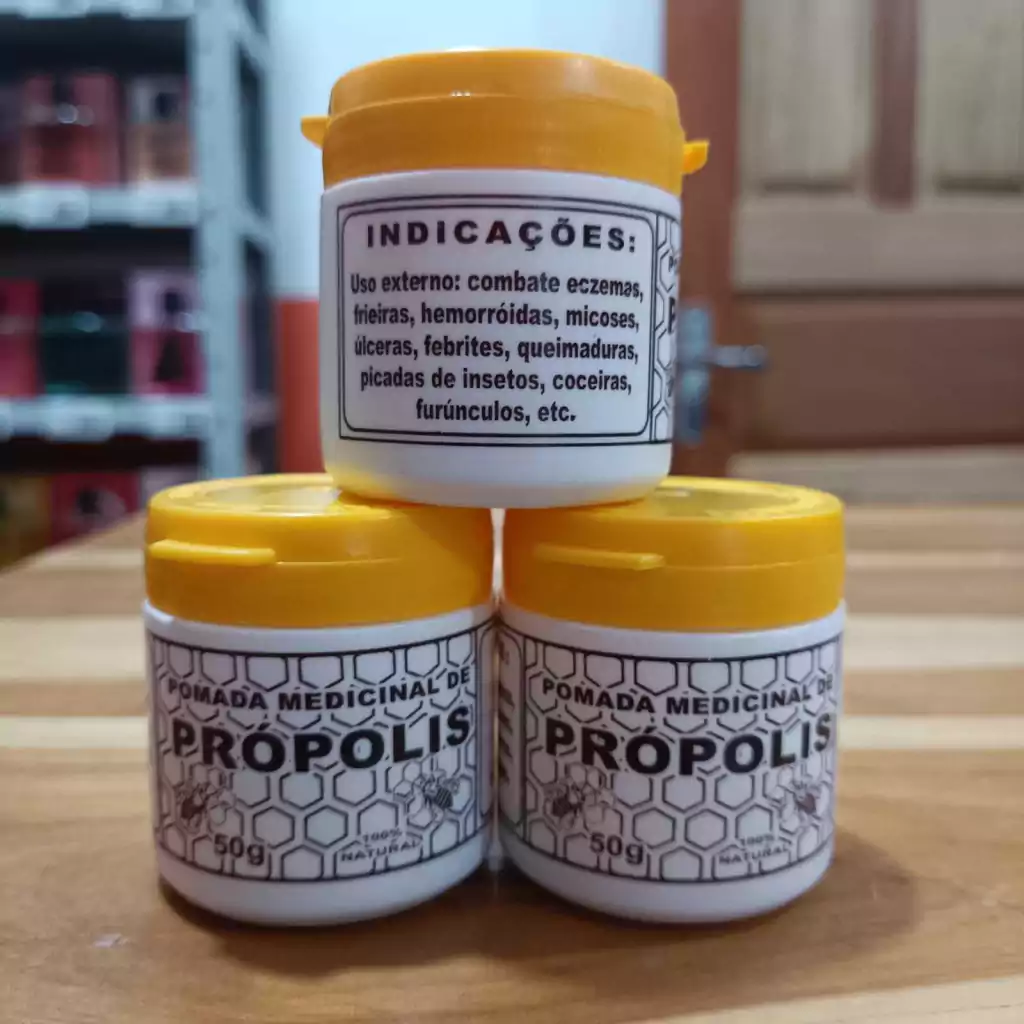 INDICAÇÕES:
Uso externo: combate eczemas,
frieiras, hemorróidas, micoses,
úlceras, febrites, queimaduras,
picadas de insetos, coceiras,
furúnculos, etc.
POMADA MEDICINAL DE
PRÓPOLIS
50g
100%
NATURAL
POMADA MEDICINAL DE
PRÓPOLIS
50g
100%
NATURAL